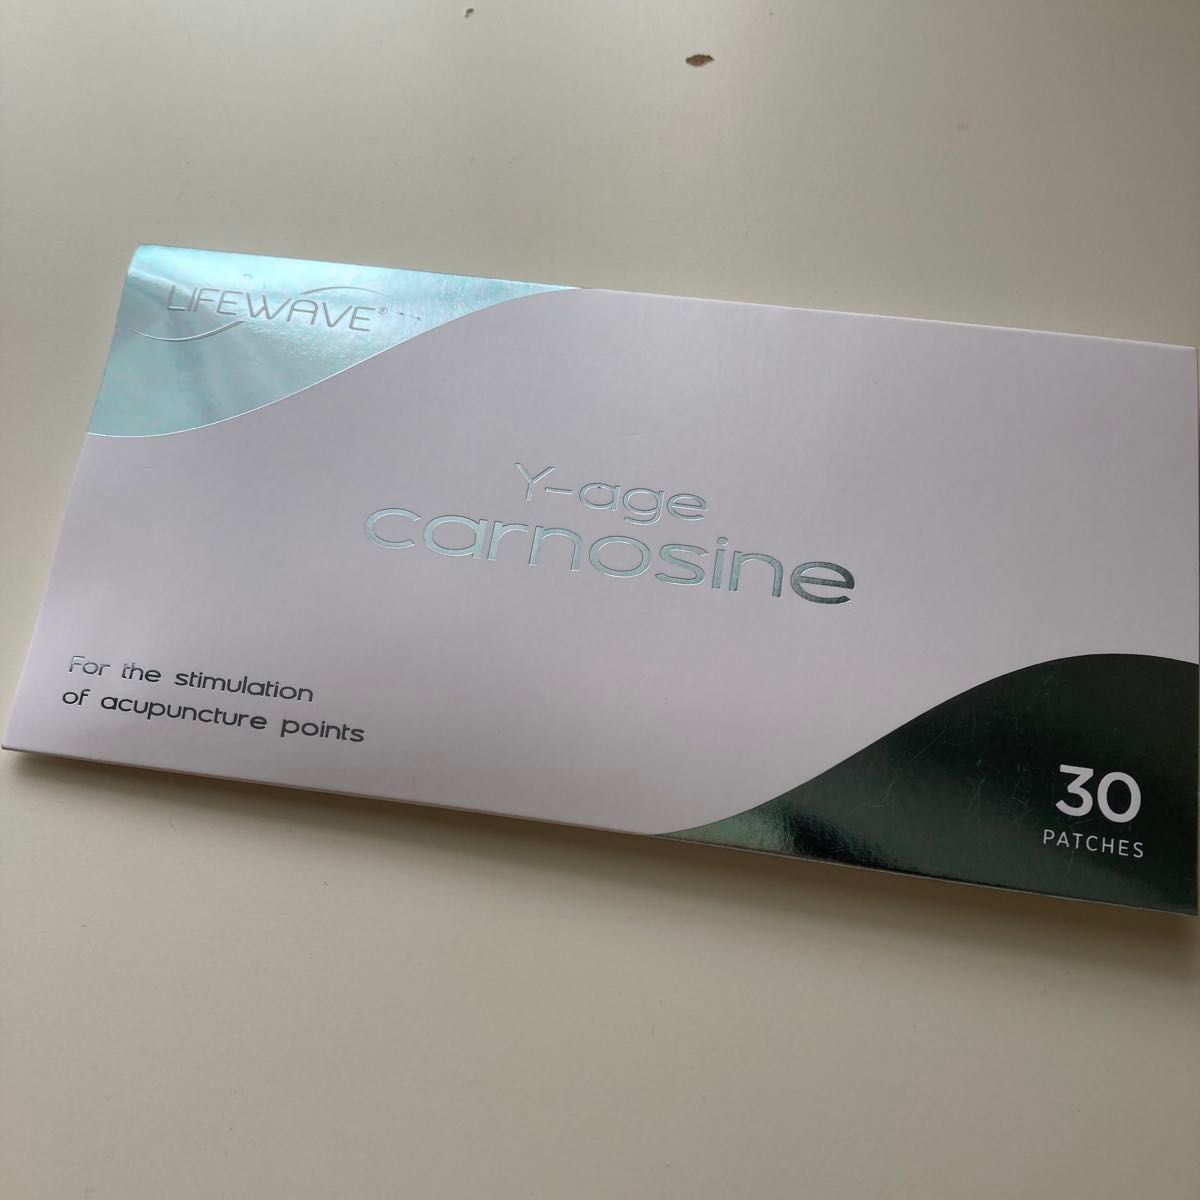 LIFEWAVE®
Y-age
carnosine
For the stimulation
of acupuncture points
30
PATCHES